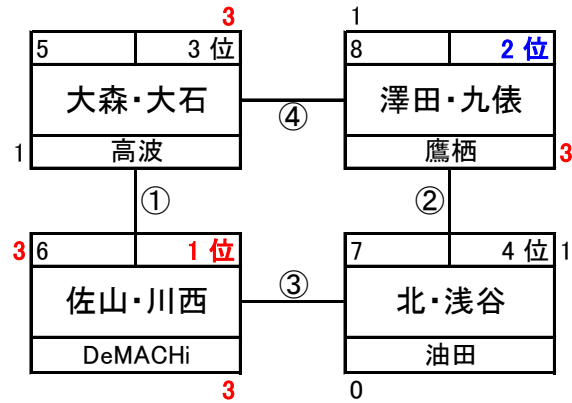 3 1
5 3 位 8 2 位
大森・大石 澤田・九俵
④
1 高波 鷹栖 3
① ②
3 6 1 位 7 4 位 1
佐山・川西 北・浅谷
③
DeMACHi 油田
3 0